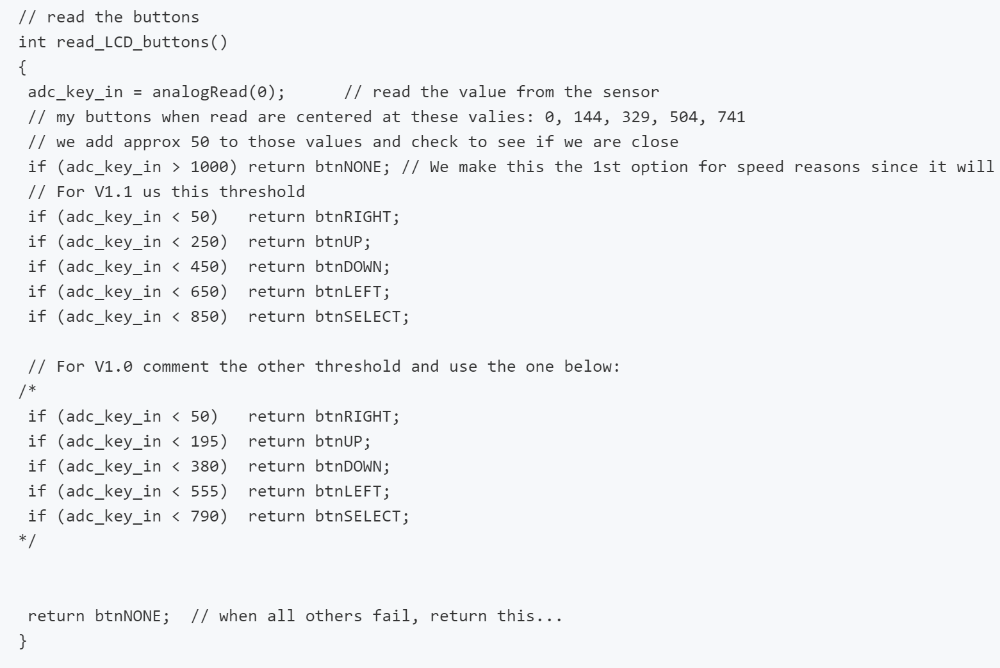 // read the buttons
int read_LCD_buttons()
{
 adc_key_in = analogRead(0);      // read the value from the sensor
 // my buttons when read are centered at these valies: 0, 144, 329, 504, 741
 // we add approx 50 to those values and check to see if we are close
 if (adc_key_in > 1000) return btnNONE; // We make this the 1st option for speed reasons since it will
 // For V1.1 us this threshold
 if (adc_key_in < 50)   return btnRIGHT;
 if (adc_key_in < 250)  return btnUP;
 if (adc_key_in < 450)  return btnDOWN;
 if (adc_key_in < 650)  return btnLEFT;
 if (adc_key_in < 850)  return btnSELECT;

 // For V1.0 comment the other threshold and use the one below:
/*
 if (adc_key_in < 50)   return btnRIGHT;
 if (adc_key_in < 195)  return btnUP;
 if (adc_key_in < 380)  return btnDOWN;
 if (adc_key_in < 555)  return btnLEFT;
 if (adc_key_in < 790)  return btnSELECT;
*/


 return btnNONE;  // when all others fail, return this...
}